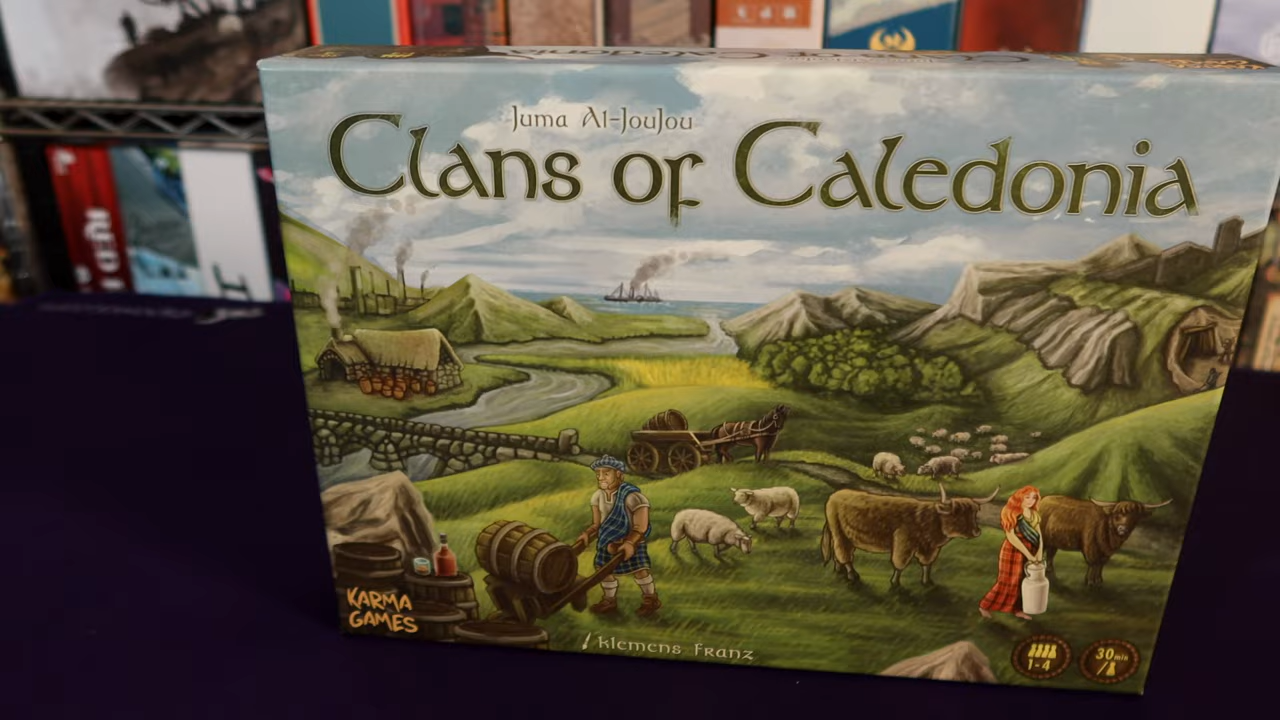 Juma Al-JouJou
Clans of Caledonia
KARMA
GAMES
klemens franz
1-4
30min